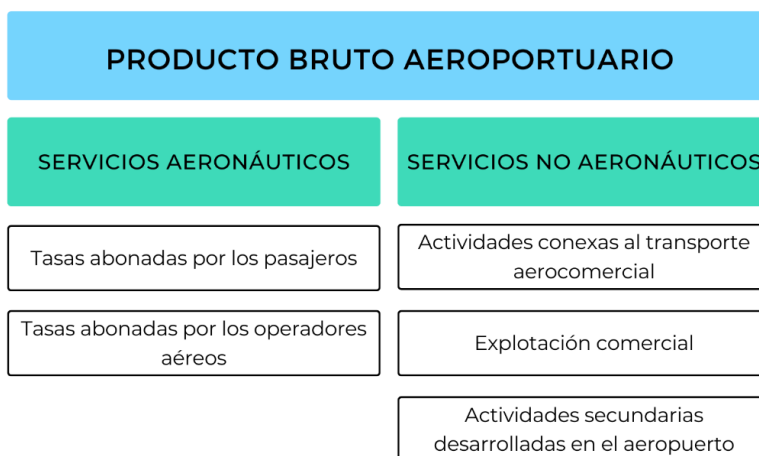 PRODUCTO BRUTO AEROPORTUARIO
SERVICIOS AERONÁUTICOS
Tasas abonadas por los pasajeros
Tasas abonadas por los operadores
aéreos
SERVICIOS NO AERONÁUTICOS
Actividades conexas al transporte
aerocomercial
Explotación comercial
Actividades secundarias
desarrolladas en el aeropuerto